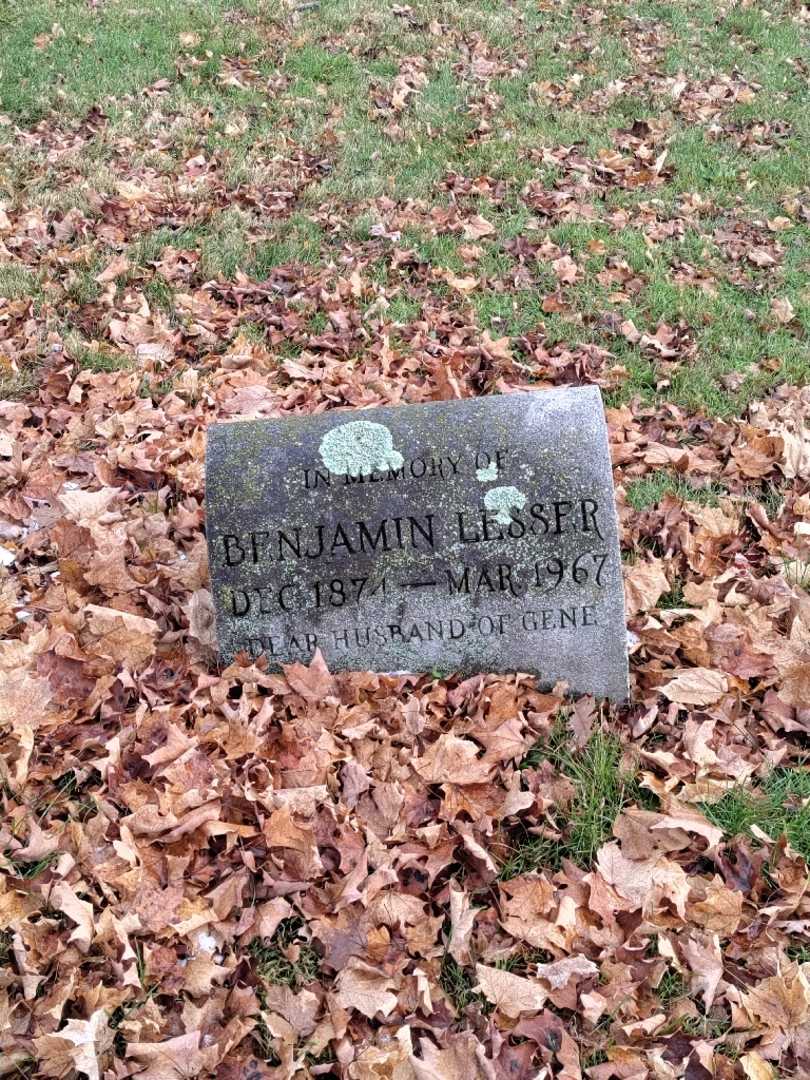 IN MEMORY OF
BENJAMIN LESSER
DEC 1874 — MAR 1967
DEAR HUSBAND OF GENE